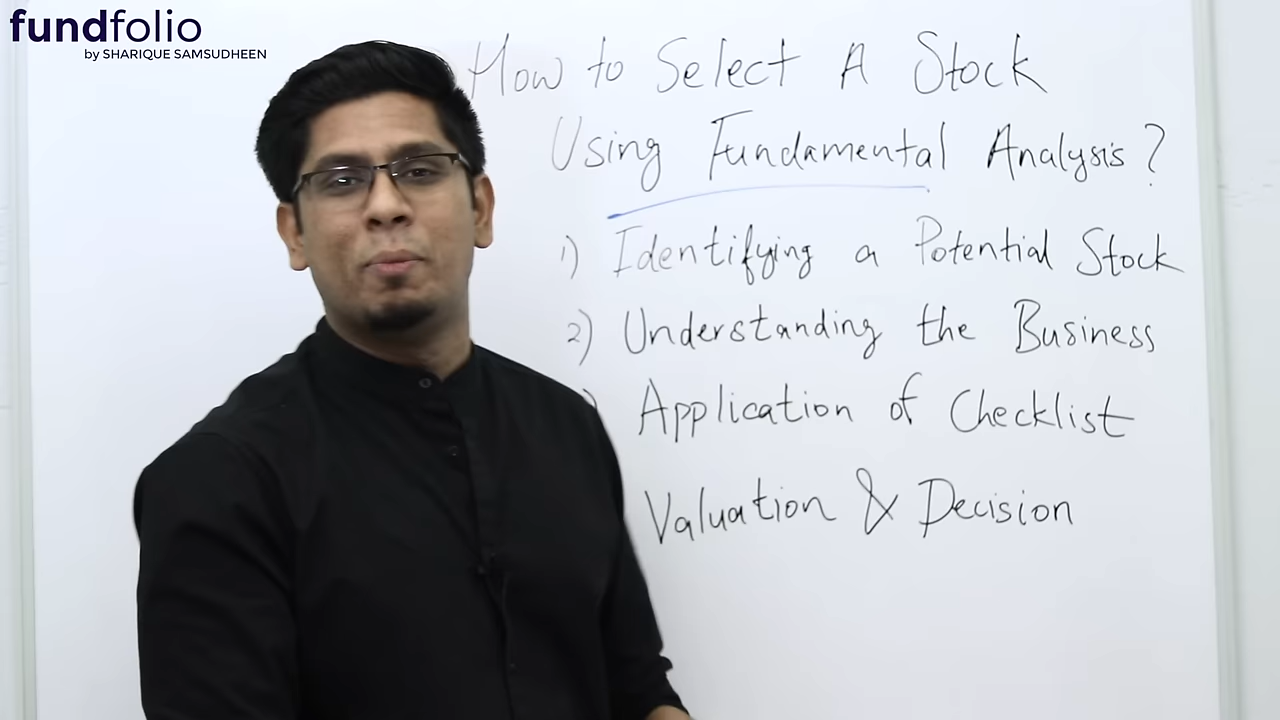 fundfolio
by SHARIQUE SAMSUDHEEN
How to Select A Stock
Using Fundamental Analysis?
1) Identifying a Potential Stock
2) Understanding the Business
) Application of Checklist
Valuation & Decision